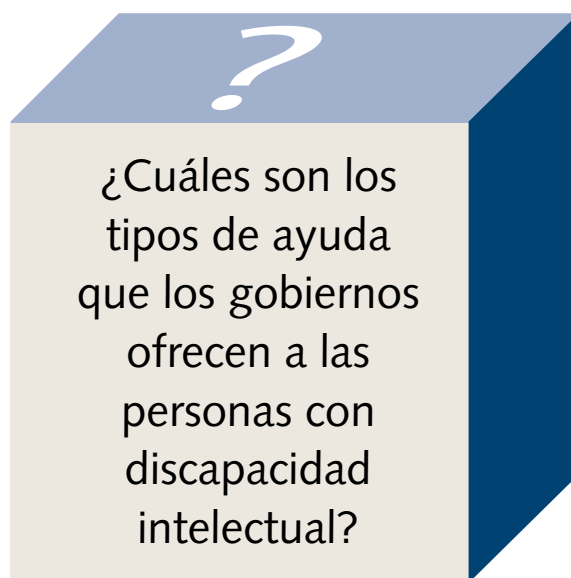 ?
¿Cuáles son los
tipos de ayuda
que los gobiernos
ofrecen a las
personas con
discapacidad
intelectual?